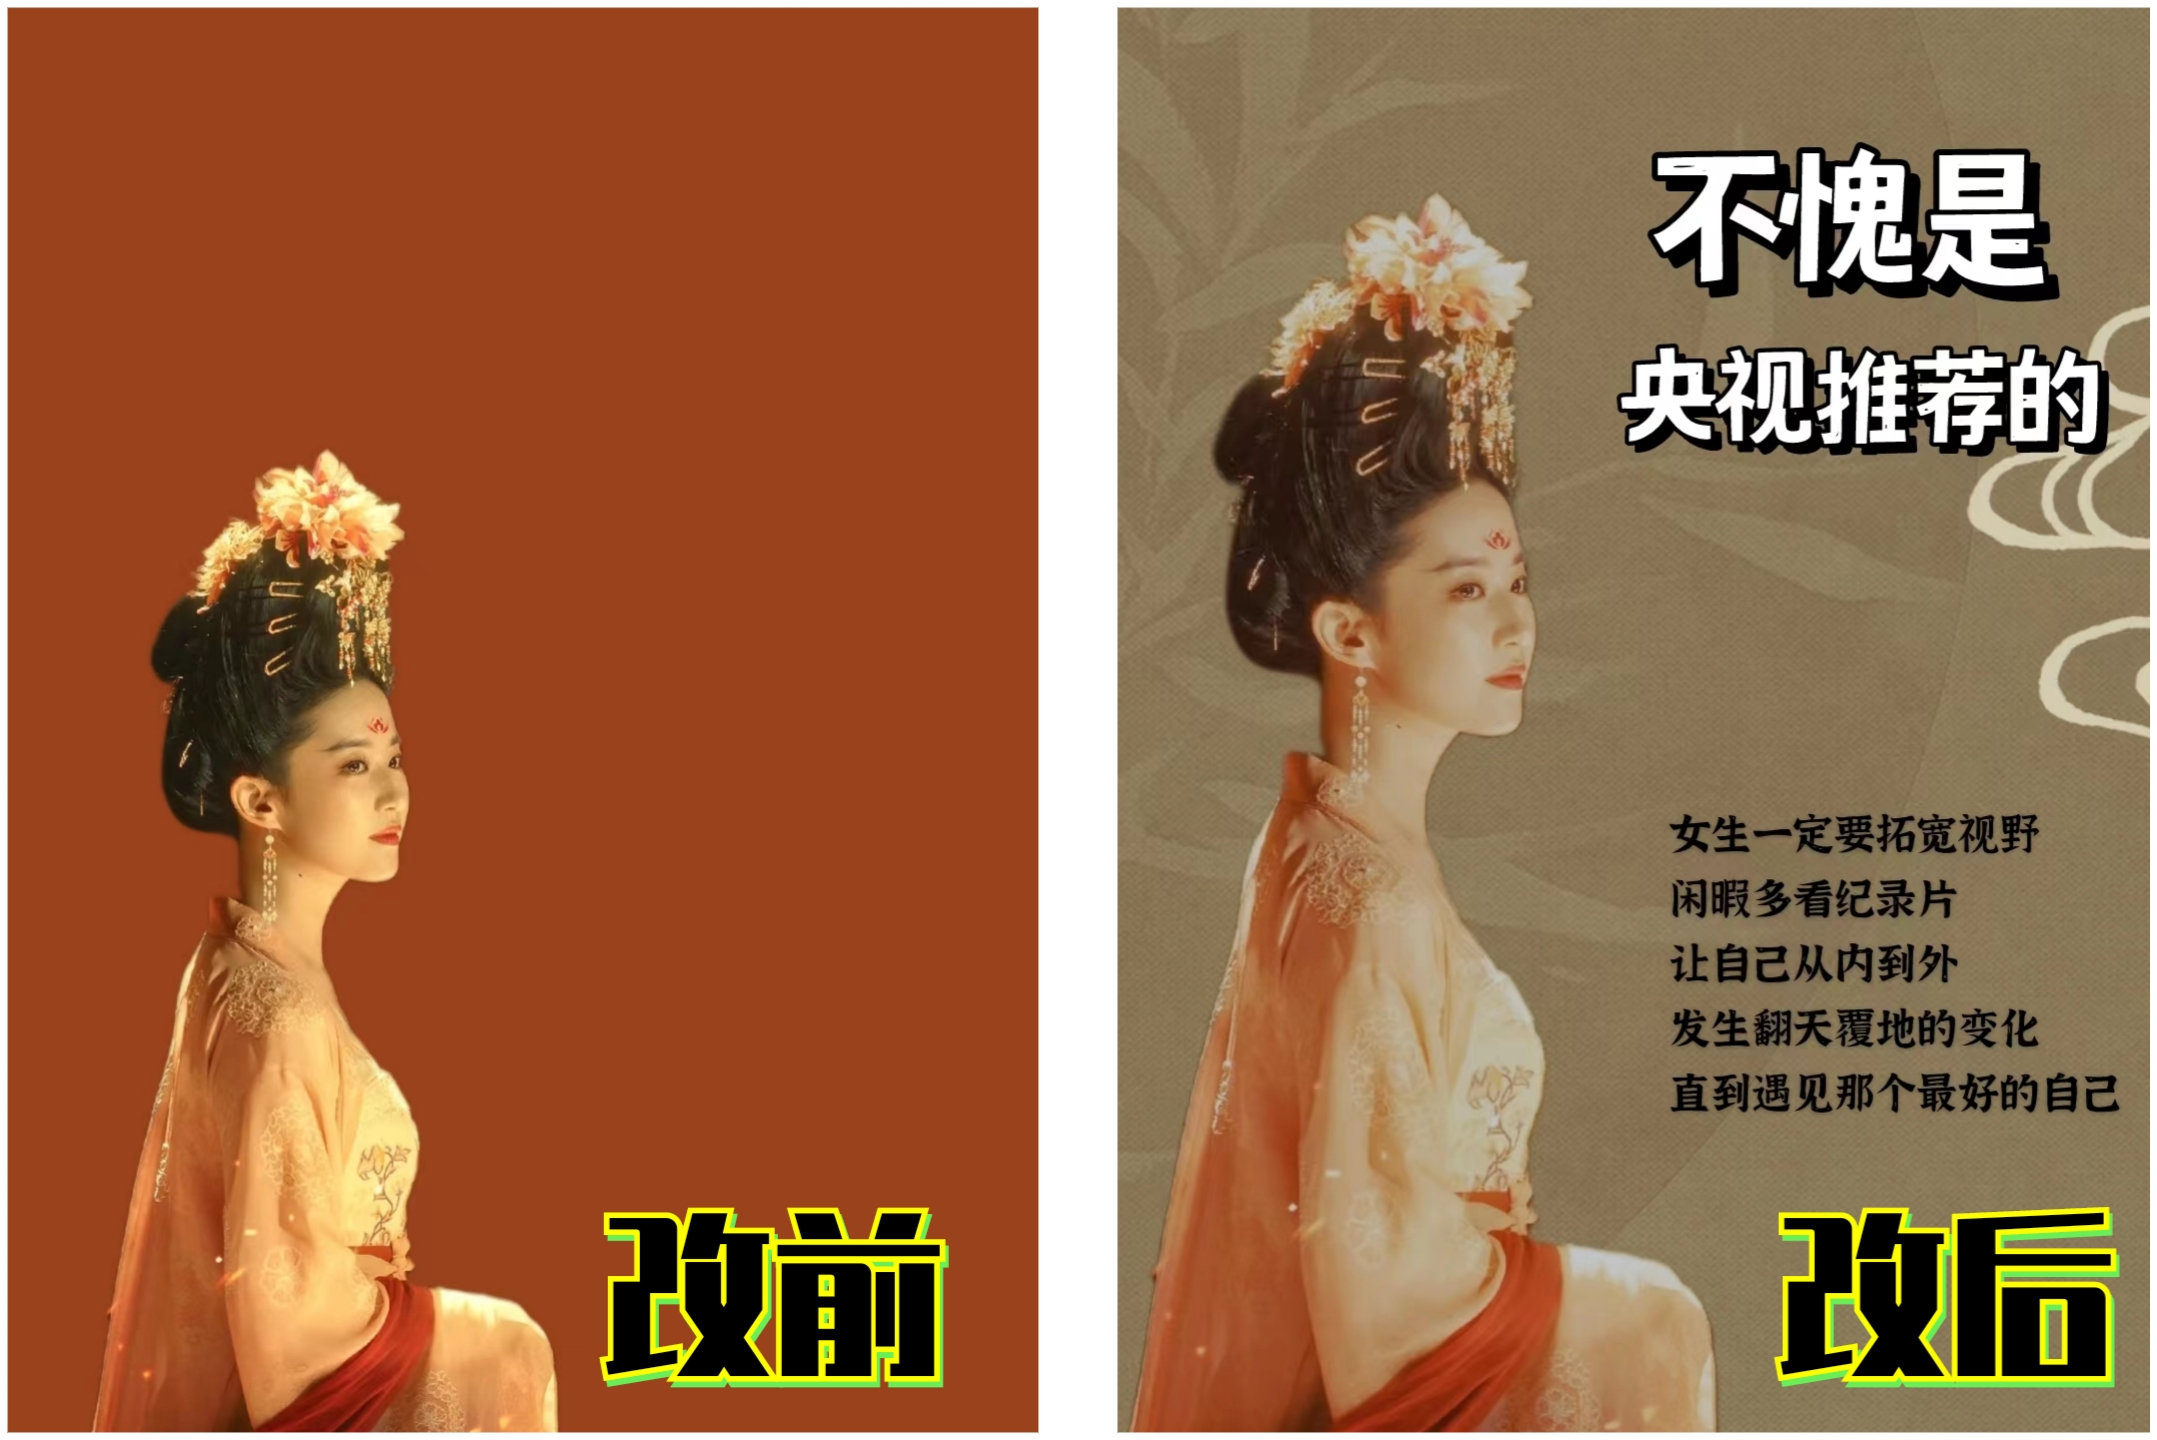 改前
不愧是
央视推荐的
女生一定要拓宽视野
闲暇多看纪录片
让自己从内到外
发生翻天覆地的变化
直到遇见那个最好的自己
改后